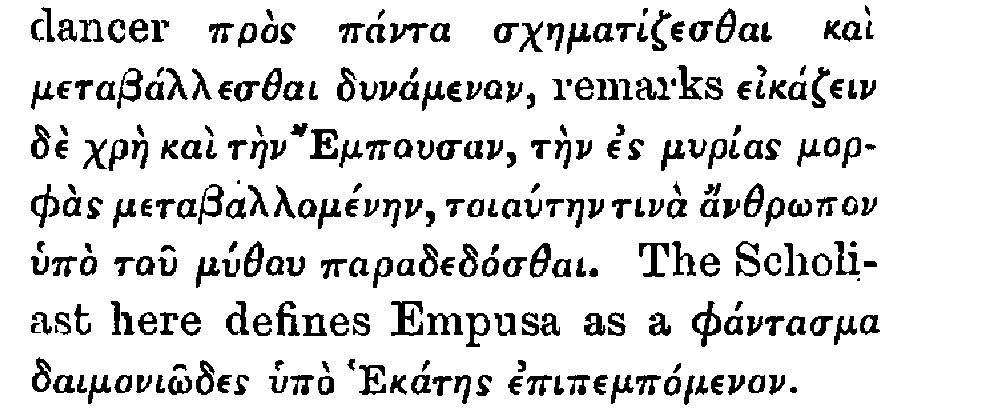 dancer πρὸς πάντα σχηματίζεσθαι καὶ
μεταβάλλεσθαι δυνάμενον, remarks εἰκάζειν
δὲ χρὴ καὶ τὴν Ἔμπουσαν, τὴν ἐς μυρίας μορ-
φὰς μεταβαλλομένην, τοιαύτην τινὰ ἄνθρωπον
ὑπὸ τοῦ μύθου παραδεδόσθαι. The Scholi-
ast here defines Empusa as a φάντασμα
δαιμονιῶδες ὑπὸ Ἑκάτης ἐπιπεμπόμενον.